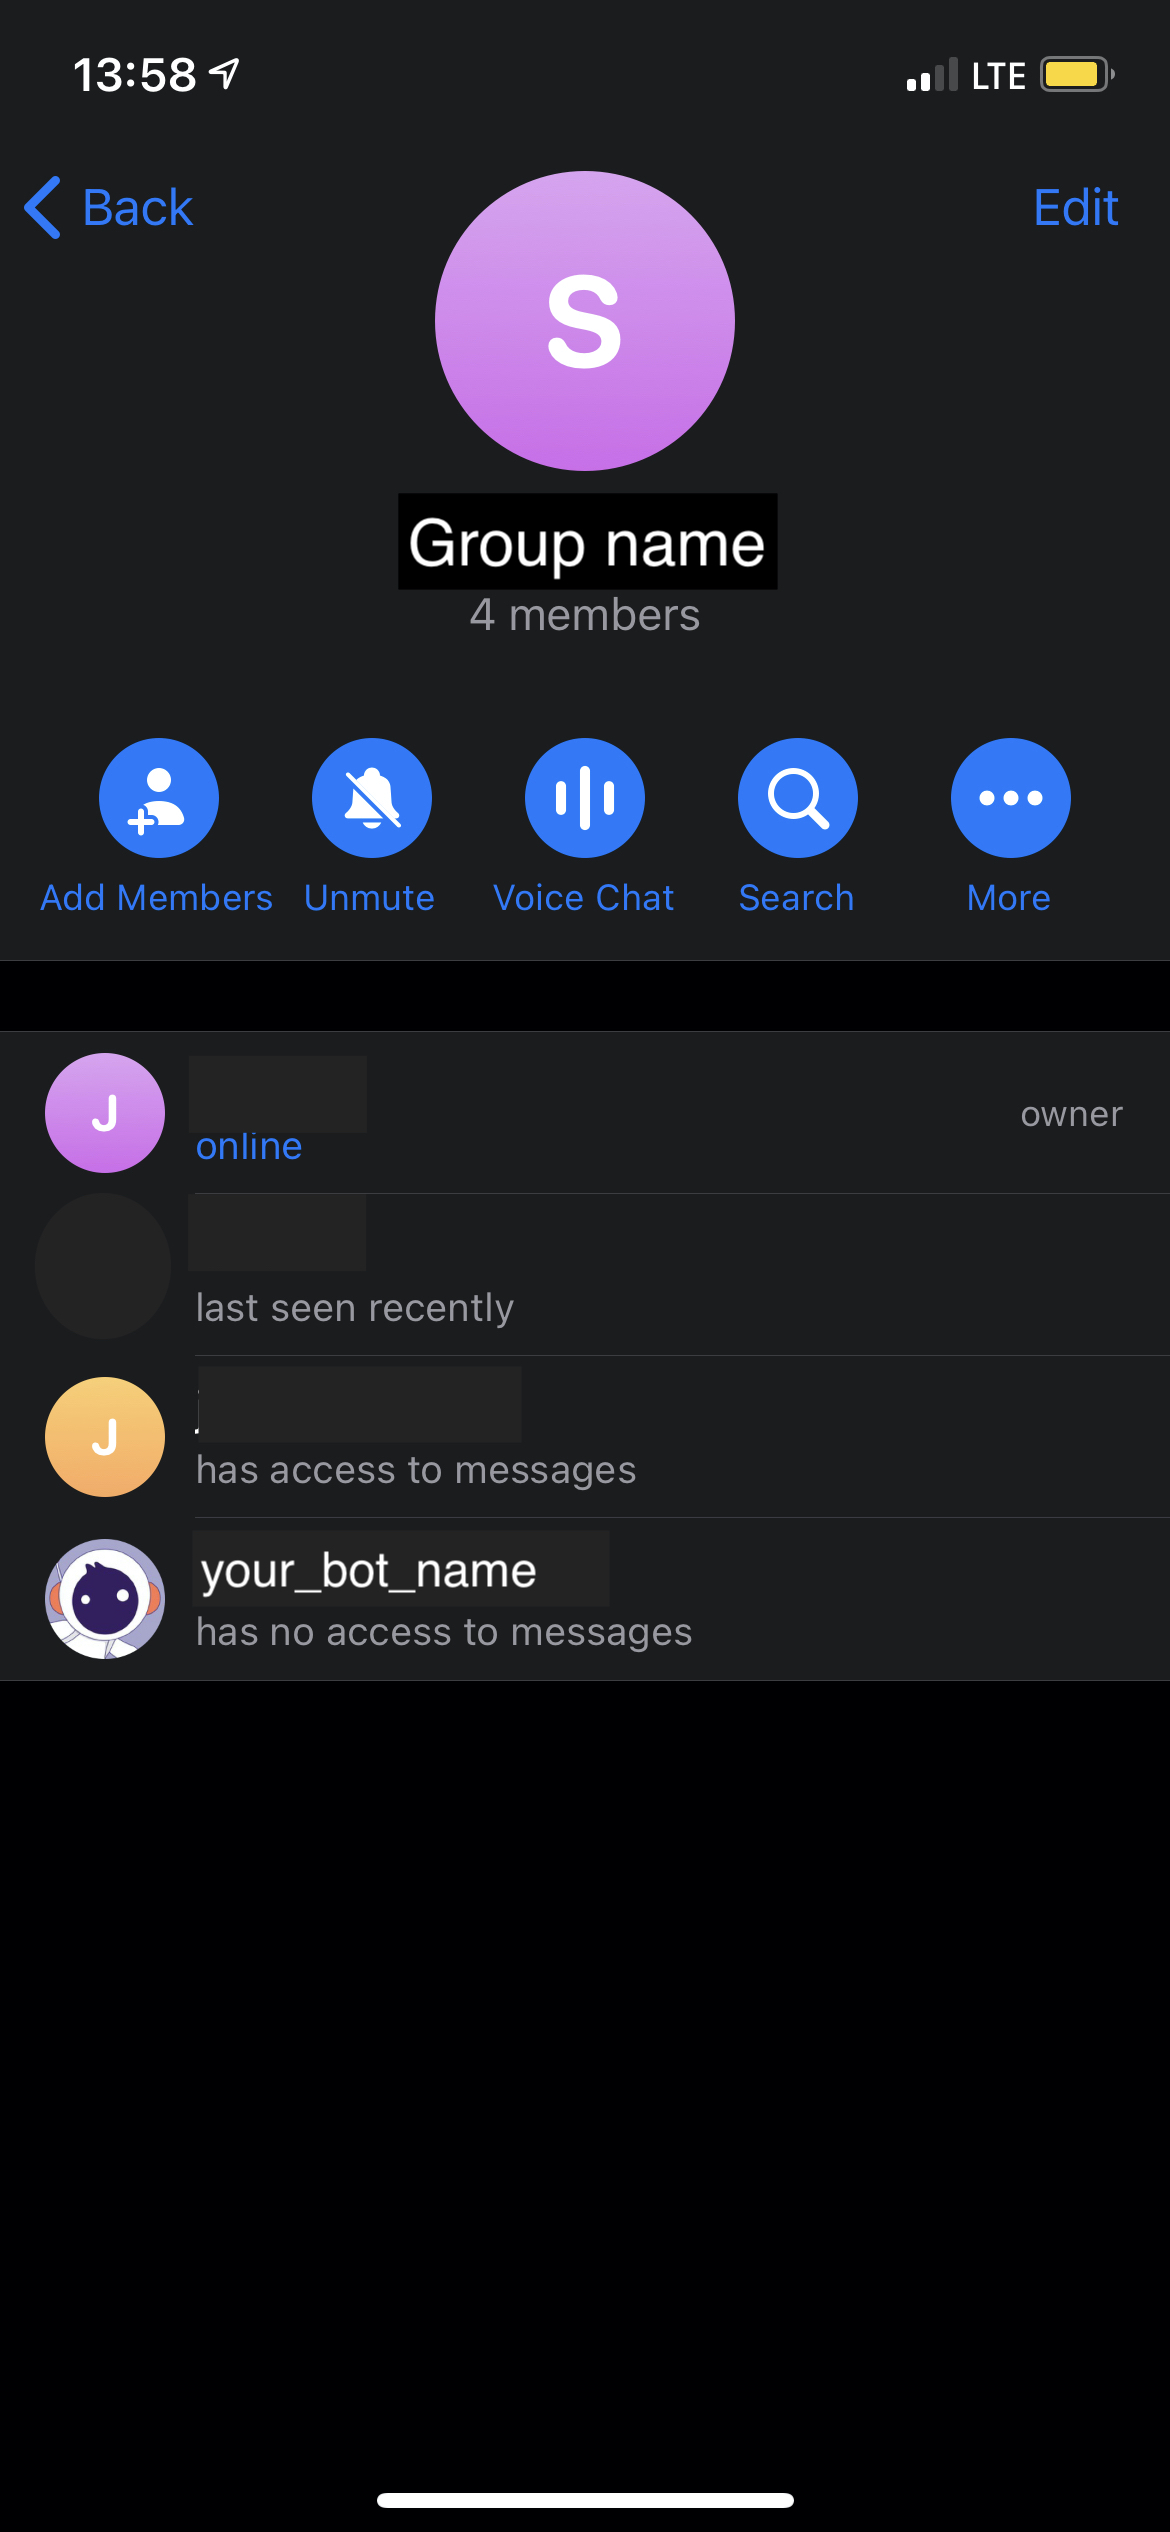 13:58
LTE
Back
Edit
S
Group name
4 members
Add Members
Unmute
Voice Chat
Search
More
J
online
owner
last seen recently
J
has access to messages
your_bot_name
has no access to messages